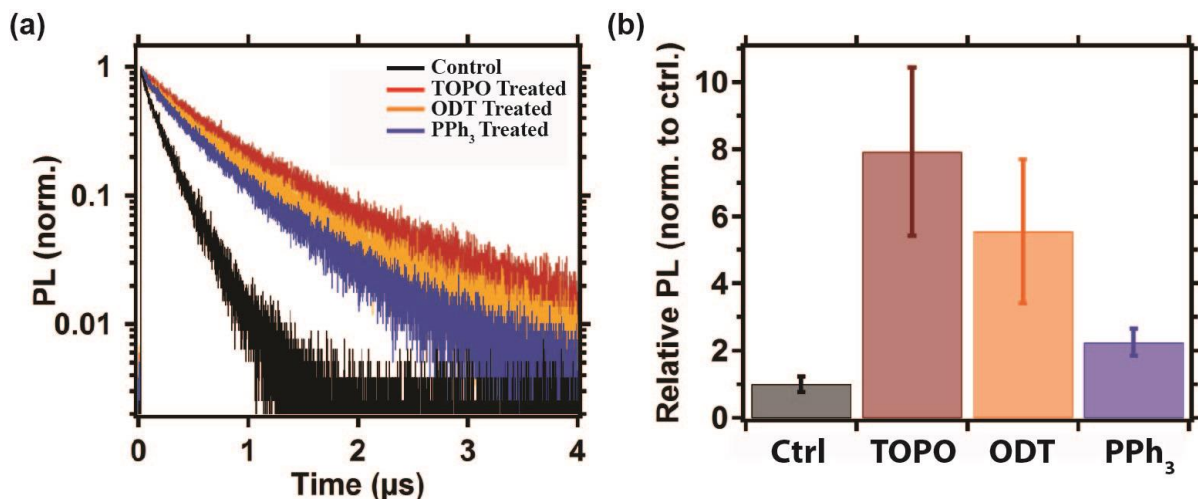 (a)
PL (norm.)
1
0.1
0.01
Control
TOPO Treated
ODT Treated
PPh₃ Treated
0 1 2 3 4
Time (µs)
(b)
Relative PL (norm. to ctrl.)
10
8
6
4
2
0
Ctrl TOPO ODT PPh₃